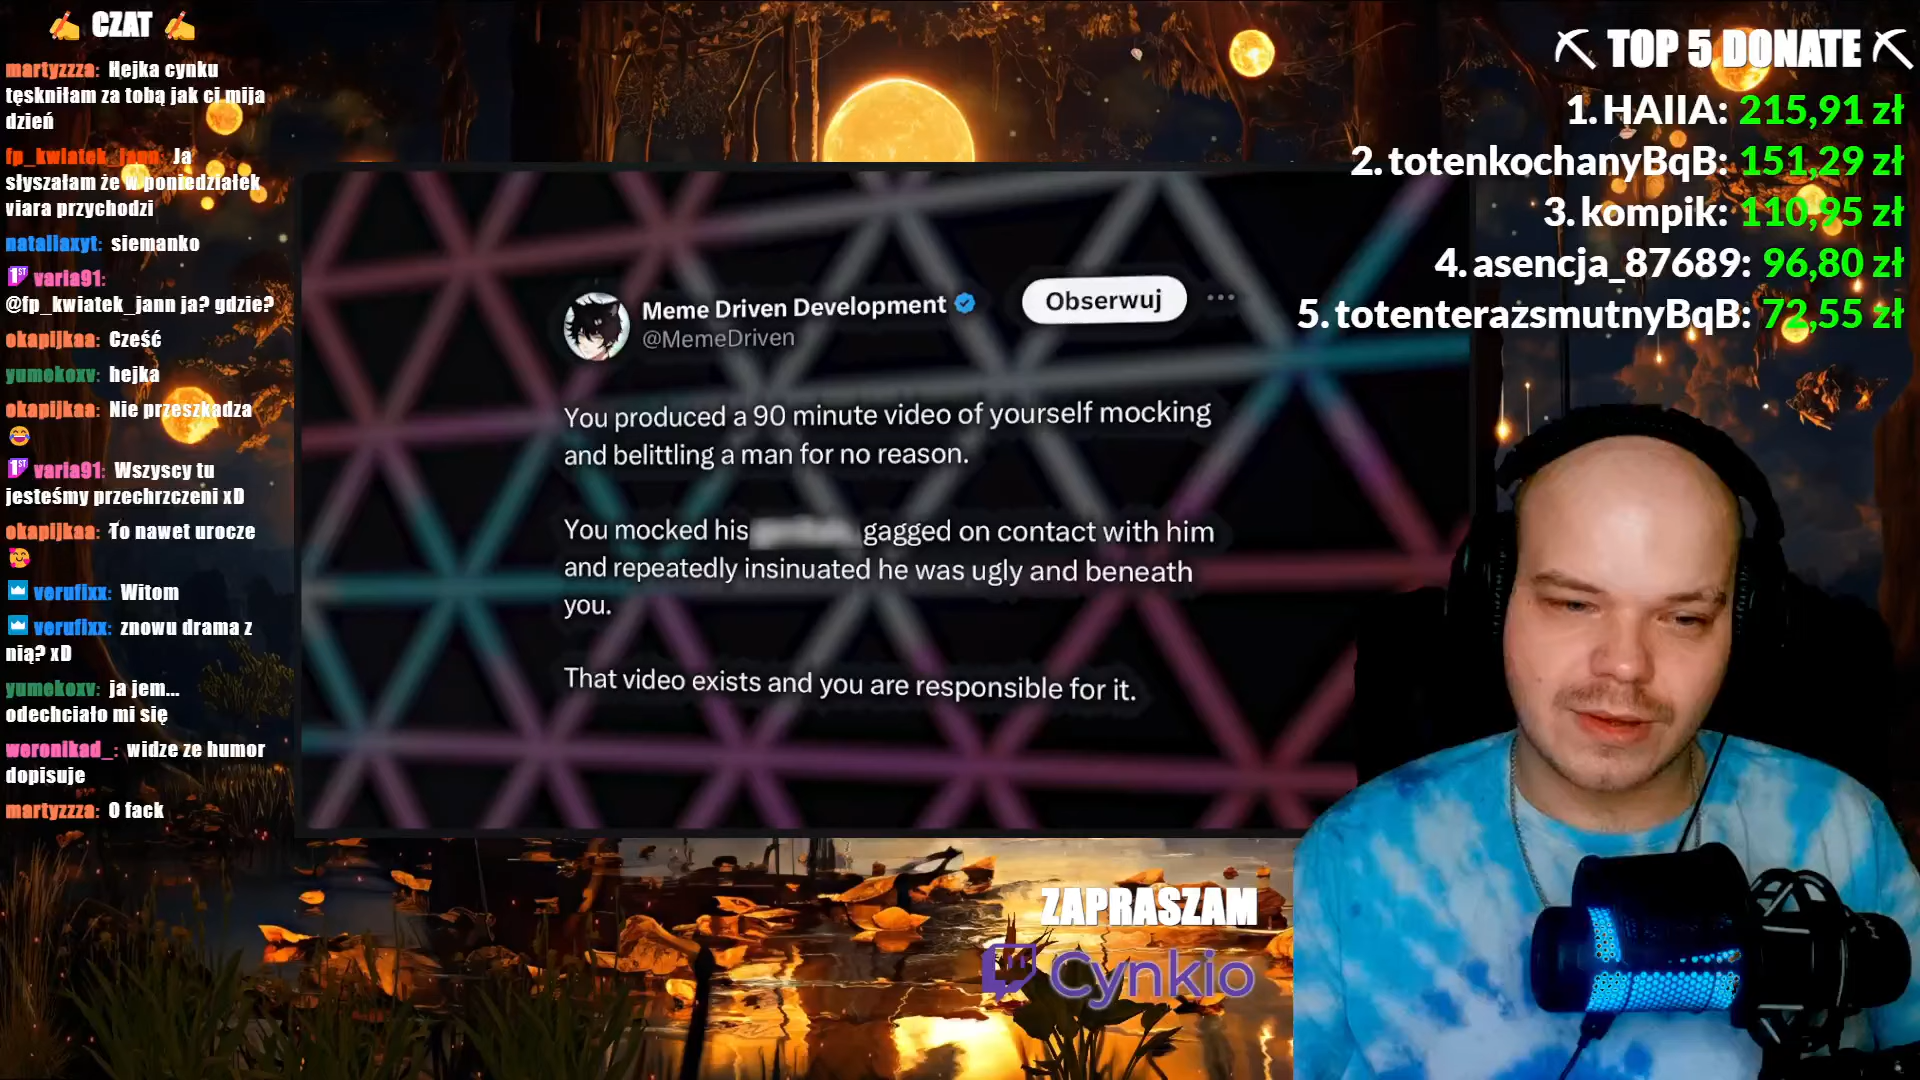 CZAT
martyzzza: Hejka cynku
tęskniłam za tobą jak ci mija
dzień
fp_kwiatek_jann: Ja
słyszałam że w poniedziałek
viara przychodzi
nataliaxyt: siemanko
varia91:
@fp_kwiatek_jann ja? gdzie?
okapijkaa: Cześć
yumekoxv: hejka
okapijkaa: Nie przeszkadza
varia91: Wszyscy tu
jesteśmy przechrzczeni xD
okapijkaa: To nawet urocze
verufixx: Witom
verufixx: znowu drama z
nią? xD
yumekoxv: ja jem...
odechciało mi się
weronikad_: widze ze humor
dopisuje
martyzzza: O fack
Meme Driven Development
@MemeDriven
Obserwuj
You produced a 90 minute video of yourself mocking
and belittling a man for no reason.
You mocked his gagged on contact with him
and repeatedly insinuated he was ugly and beneath
you.
That video exists and you are responsible for it.
TOP 5 DONATE
1. HAIIA: 215,91 zł
2. totenkochanyBqB: 151,29 zł
3. kompik: 110,95 zł
4. asencja_87689: 96,80 zł
5. totenterazsmutnyBqB: 72,55 zł
ZAPRASZAM
Cynkio